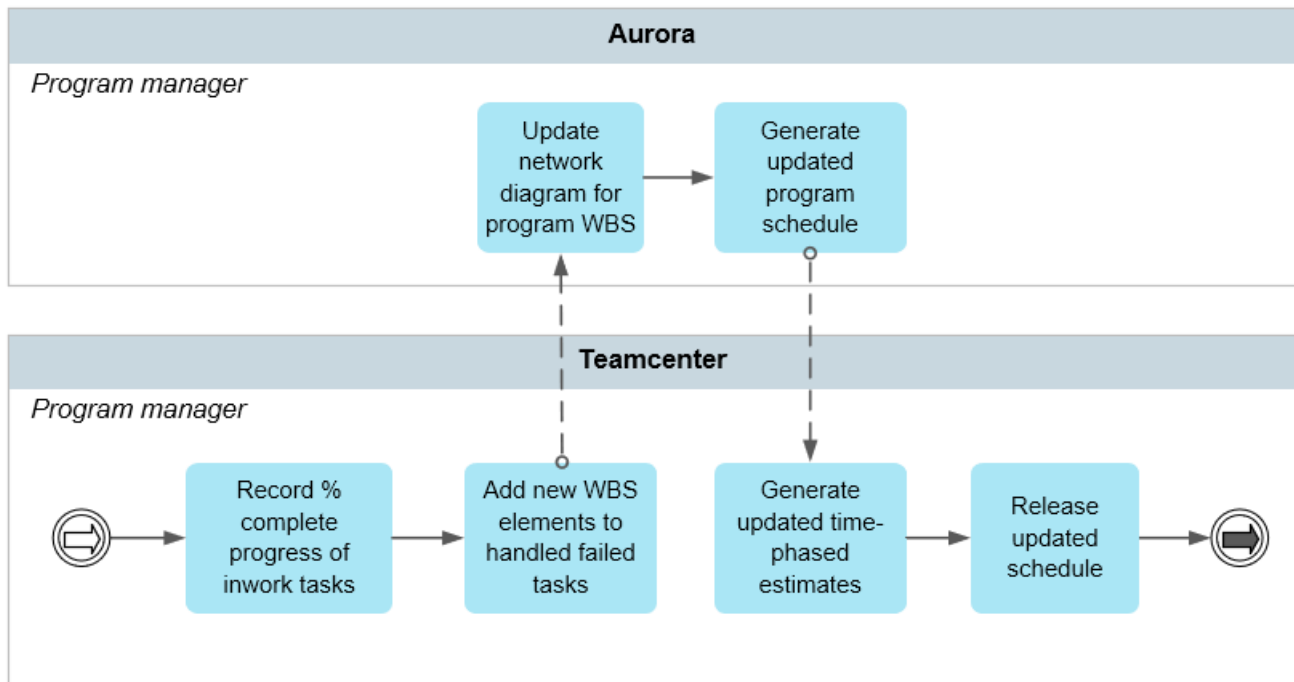 Aurora
Program manager
Update
network
diagram for
program WBS
Generate
updated
program
schedule
Teamcenter
Program manager
Record %
complete
progress of
inwork tasks
Add new WBS
elements to
handled failed
tasks
Generate
updated time-
phased
estimates
Release
updated
schedule